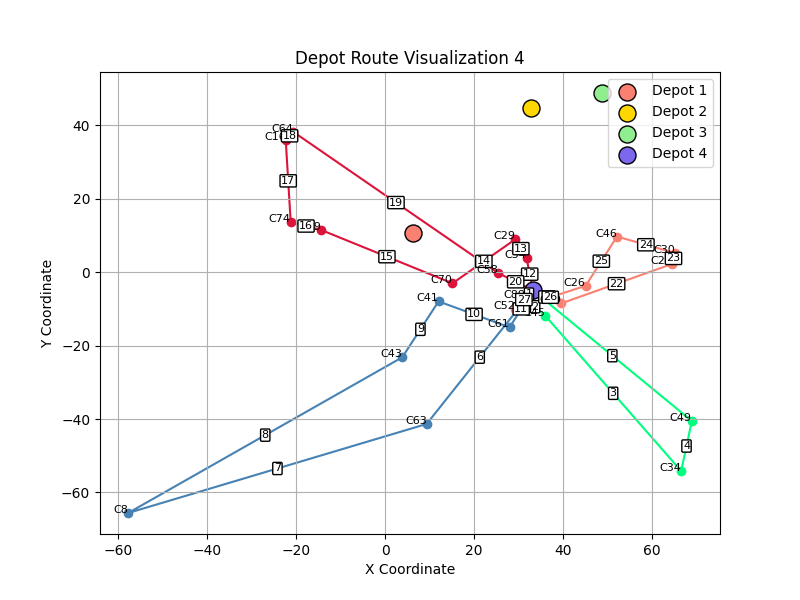 Depot Route Visualization 4
Depot 1
Depot 2
Depot 3
Depot 4
C64
18
17
19
C74
16
15
C70
14
C29
13
12
20
C46
24
25
23
C26
22
26
27
11
C41
10
C61
9
C43
6
C63
8
7
C8
5
3
C49
4
C34
40
20
0
−20
−40
−60
−60
−40
−20
0
20
40
60
X Coordinate
Y Coordinate